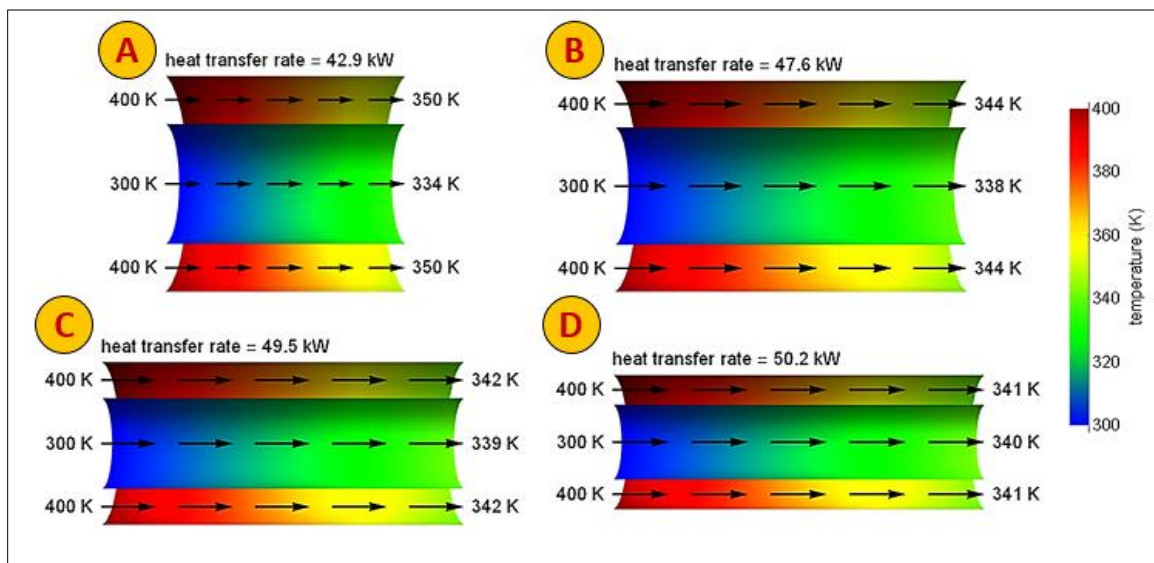 A
heat transfer rate = 42.9 kW
400 K
350 K
300 K
334 K
400 K
350 K
B
heat transfer rate = 47.6 kW
400 K
344 K
300 K
338 K
400 K
344 K
C
heat transfer rate = 49.5 kW
400 K
342 K
300 K
339 K
400 K
342 K
D
heat transfer rate = 50.2 kW
400 K
341 K
300 K
340 K
400 K
341 K
400
380
360
340
320
300
temperature (K)